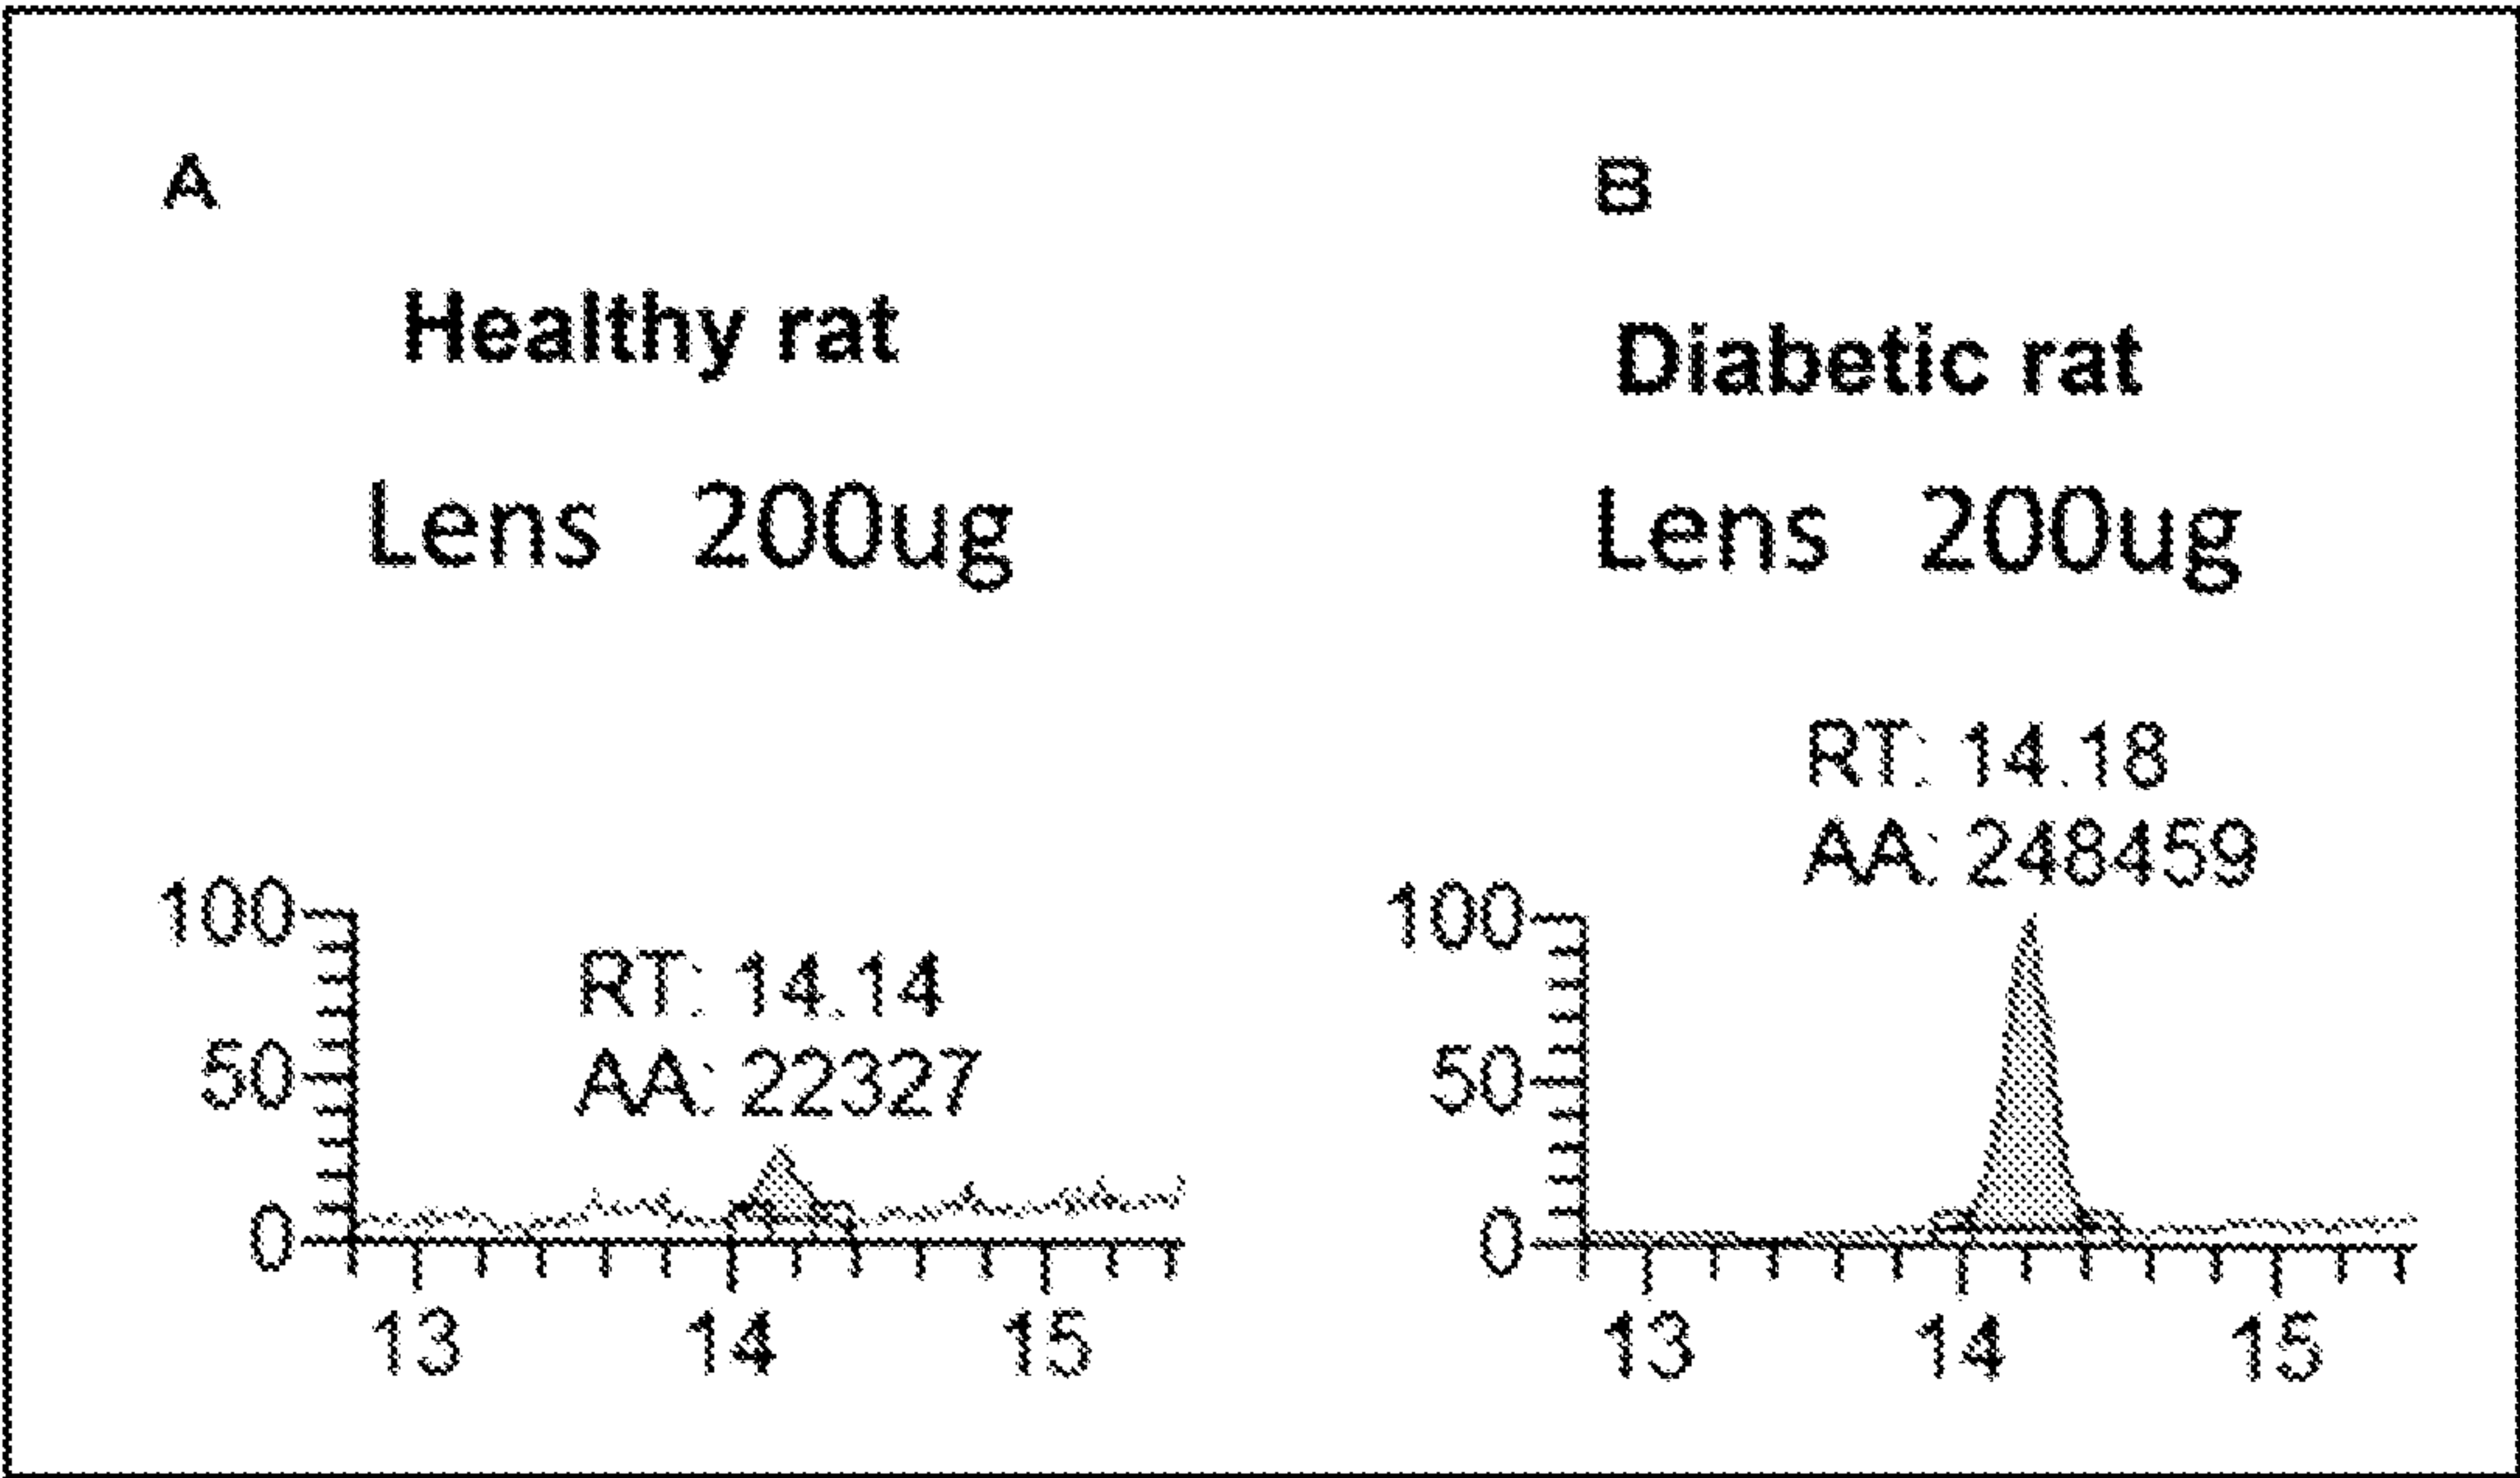 A
Healthy rat
Lens 200ug
RT: 14.14
AA: 22327
100
50
0
13 14 15
B
Diabetic rat
Lens 200ug
RT: 14.18
AA: 248459
100
50
0
13 14 15